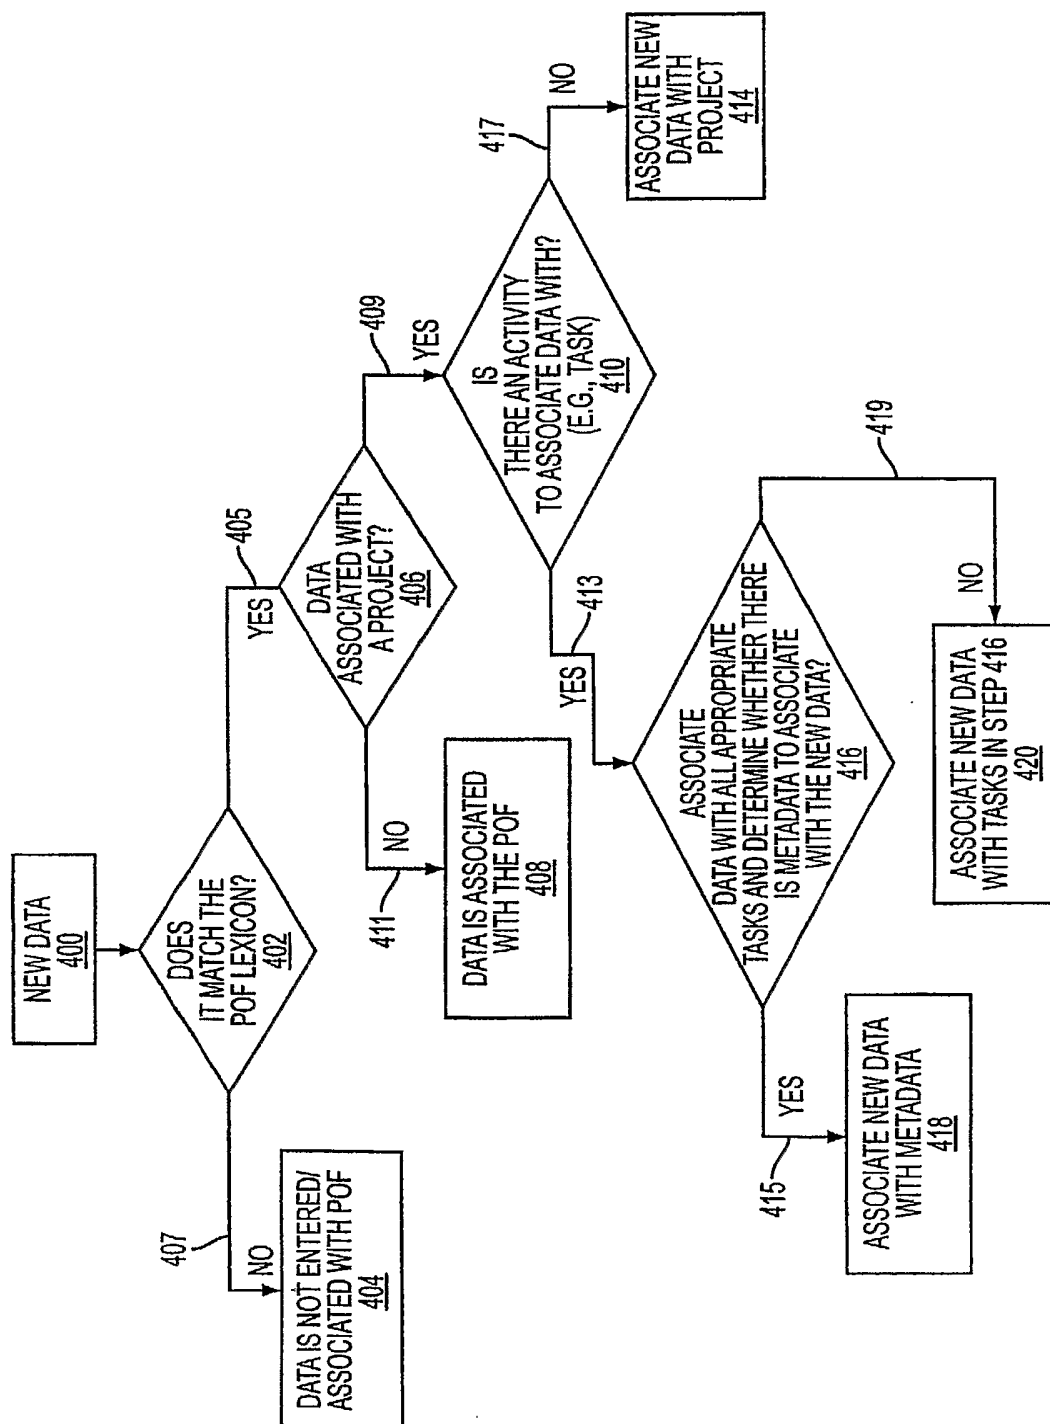 NEW DATA
400
DOES
IT MATCH THE
POF LEXICON?
402
407
NO
DATA IS NOT ENTERED/
ASSOCIATED WITH POF
404
405
YES
DATA
ASSOCIATED WITH
A PROJECT?
406
411
NO
DATA IS ASSOCIATED
WITH THE POF
408
409
YES
IS
THERE AN ACTIVITY
TO ASSOCIATE DATA WITH?
(E.G., TASK)
410
417
NO
ASSOCIATE NEW
DATA WITH
PROJECT
414
413
YES
ASSOCIATE
DATA WITH ALL APPROPRIATE
TASKS AND DETERMINE WHETHER THERE
IS METADATA TO ASSOCIATE
WITH THE NEW DATA?
416
415
YES
ASSOCIATE NEW DATA
WITH METADATA
418
419
NO
ASSOCIATE NEW DATA
WITH TASKS IN STEP 416
420